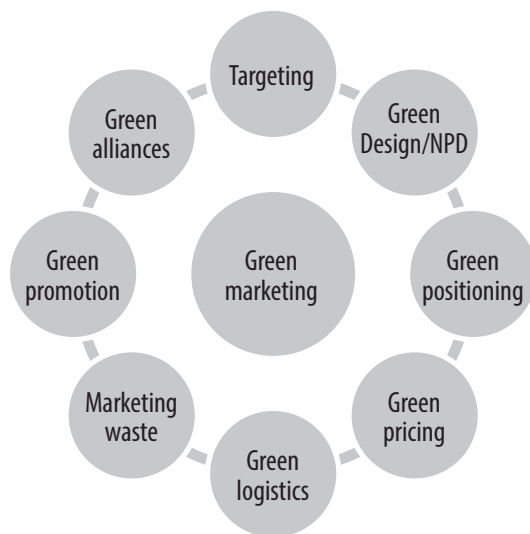 Targeting
Green
Design/NPD
Green
positioning
Green
pricing
Green
logistics
Marketing
waste
Green
promotion
Green
alliances
Green
marketing